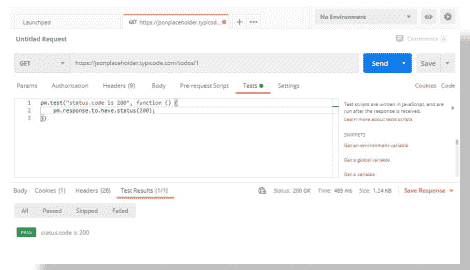 Launchpad
GET https://jsonplaceholder.typicod...
+ •••
No Environment
Untitled Request
Comments 0
GET
https://jsonplaceholder.typicode.com/todos/1
Send
Save
Params Authorization Headers (9) Body Pre-request Script Tests Settings
Cookies Code
1 pm.test("status.code is 200", function () {
2 pm.response.to.have.status(200);
3 })
Test scripts are written in JavaScript, and are
run after the response is received.
Learn more about tests scripts
SNIPPETS
Get an environment variable
Get a global variable
Get a variable
Body Cookies (1) Headers (26) Test Results (1/1)
Status: 200 OK Time: 485 ms Size: 1.24 KB Save Response
All Passed Skipped Failed
PASS status.code is 200